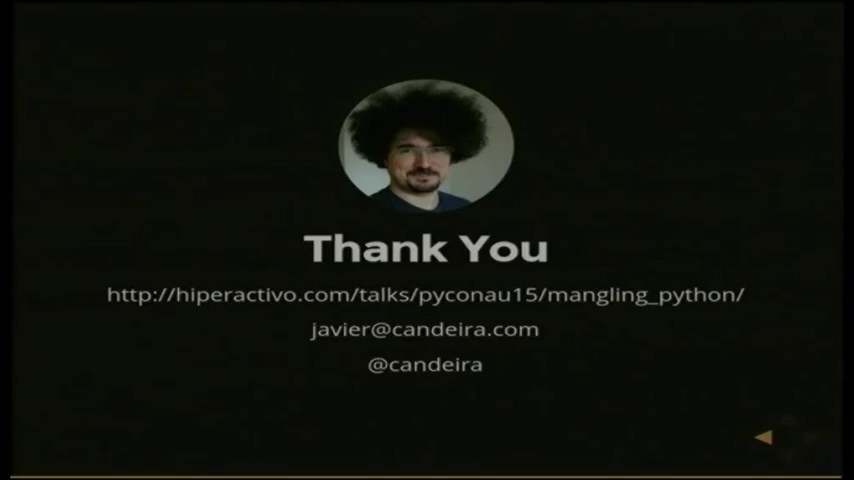 Thank You
http://hiperactivo.com/talks/pyconau15/mangling_python/
javier@candeira.com
@candeira